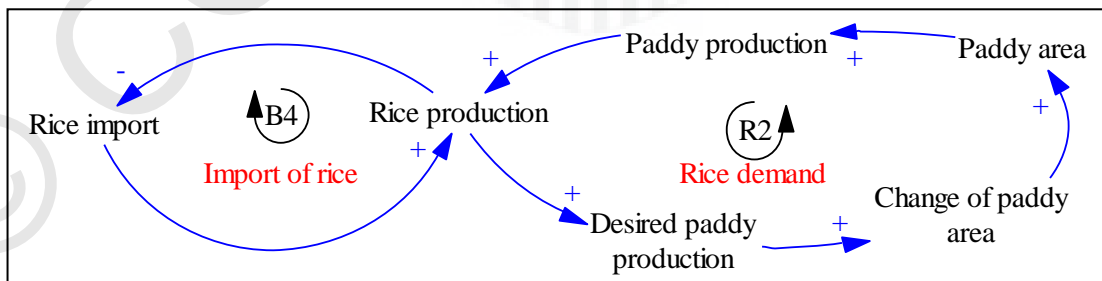 Paddy production
Paddy area
Rice import
B4
Rice production
R2
Import of rice
Rice demand
Desired paddy
production
Change of paddy
area
-
+
+
+
+
+
+
+